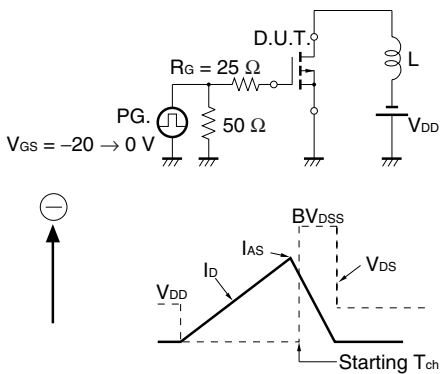 D.U.T.
RG = 25 Ω
L
PG.
50 Ω
VDD
VGS = −20 → 0 V
−
BVDSS
IAS
ID
VDS
VDD
Starting Tch